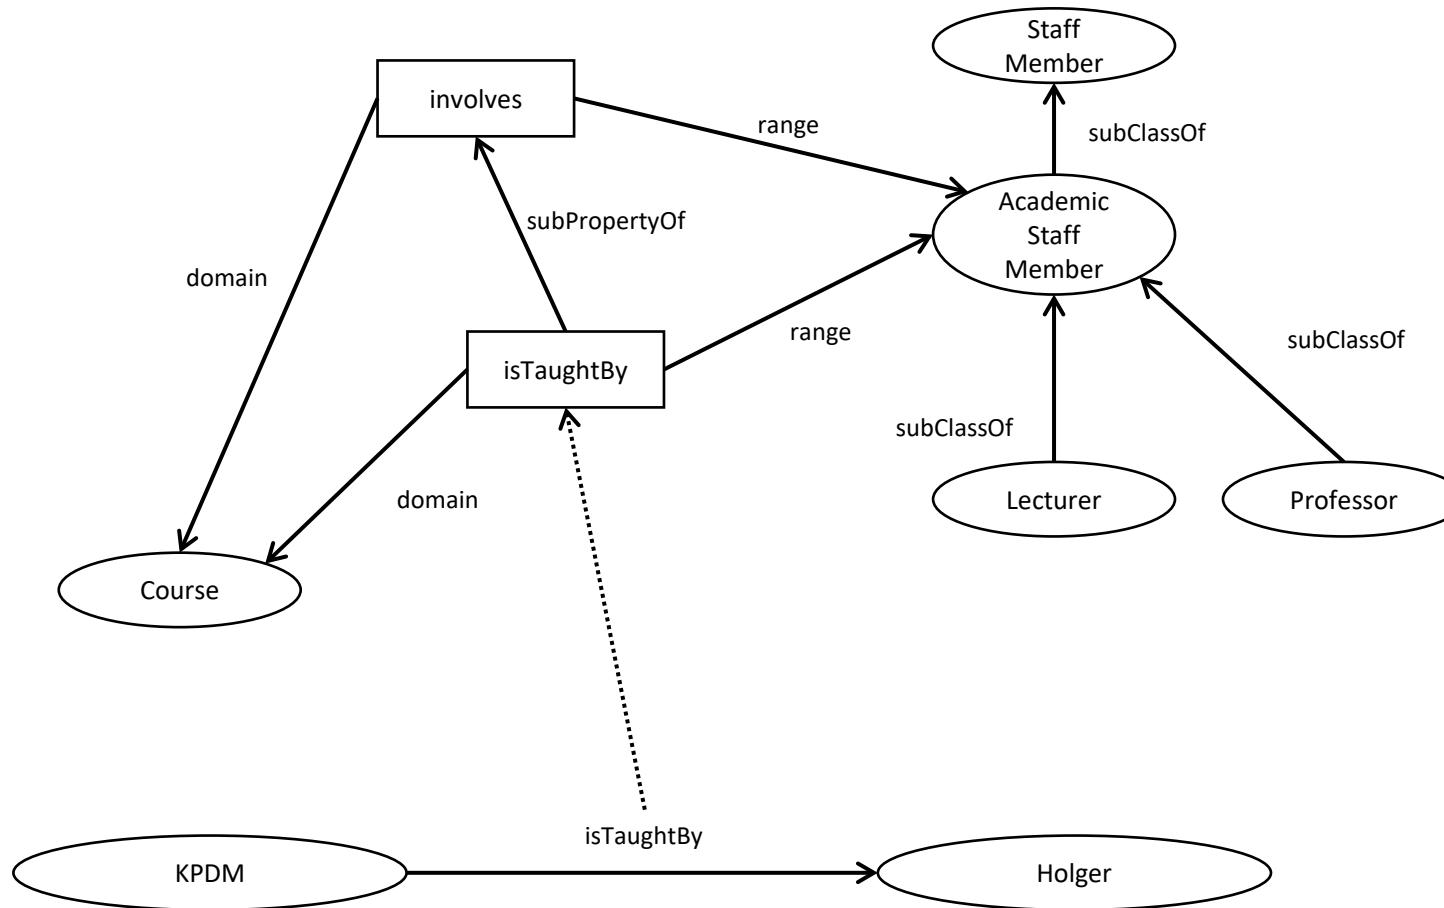 Staff
Member
involves
range
subClassOf
Academic
Staff
Member
subPropertyOf
domain
range
subClassOf
isTaughtBy
subClassOf
domain
Lecturer
Professor
Course
isTaughtBy
KPDM
Holger